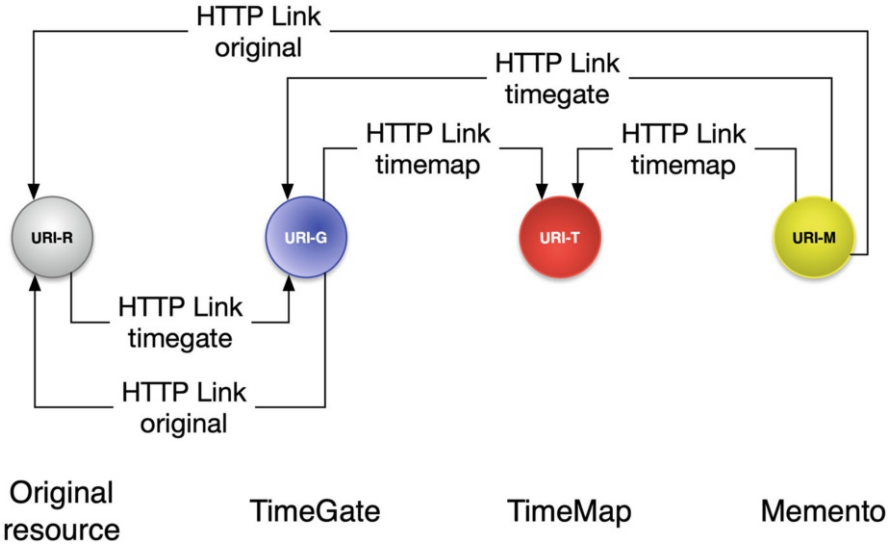 HTTP Link
original
HTTP Link
timegate
HTTP Link
timemap
HTTP Link
timemap
URI-R
URI-G
URI-T
URI-M
HTTP Link
timegate
HTTP Link
original
Original
resource
TimeGate
TimeMap
Memento